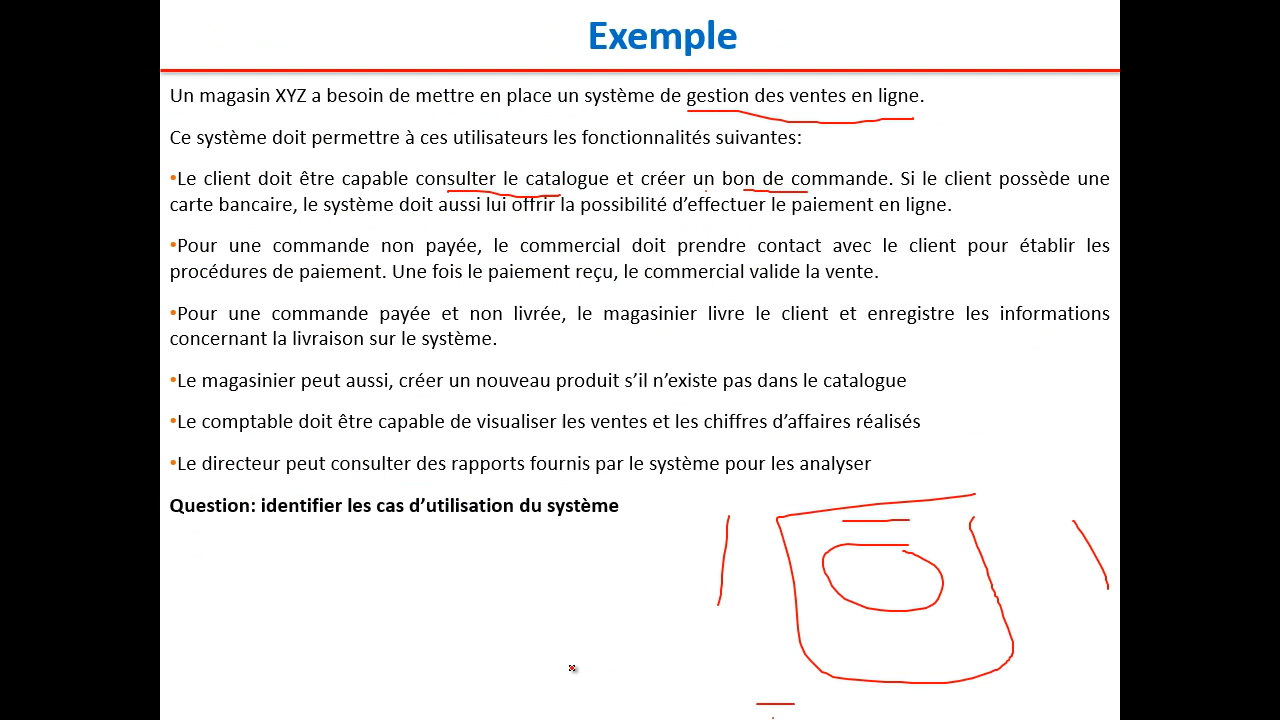 Exemple
Un magasin XYZ a besoin de mettre en place un système de gestion des ventes en ligne.
Ce système doit permettre à ces utilisateurs les fonctionnalités suivantes:
•Le client doit être capable consulter le catalogue et créer un bon de commande. Si le client possède une
carte bancaire, le système doit aussi lui offrir la possibilité d’effectuer le paiement en ligne.
•Pour une commande non payée, le commercial doit prendre contact avec le client pour établir les
procédures de paiement. Une fois le paiement reçu, le commercial valide la vente.
•Pour une commande payée et non livrée, le magasinier livre le client et enregistre les informations
concernant la livraison sur le système.
•Le magasinier peut aussi, créer un nouveau produit s’il n’existe pas dans le catalogue
•Le comptable doit être capable de visualiser les ventes et les chiffres d’affaires réalisés
•Le directeur peut consulter des rapports fournis par le système pour les analyser
Question: identifier les cas d’utilisation du système